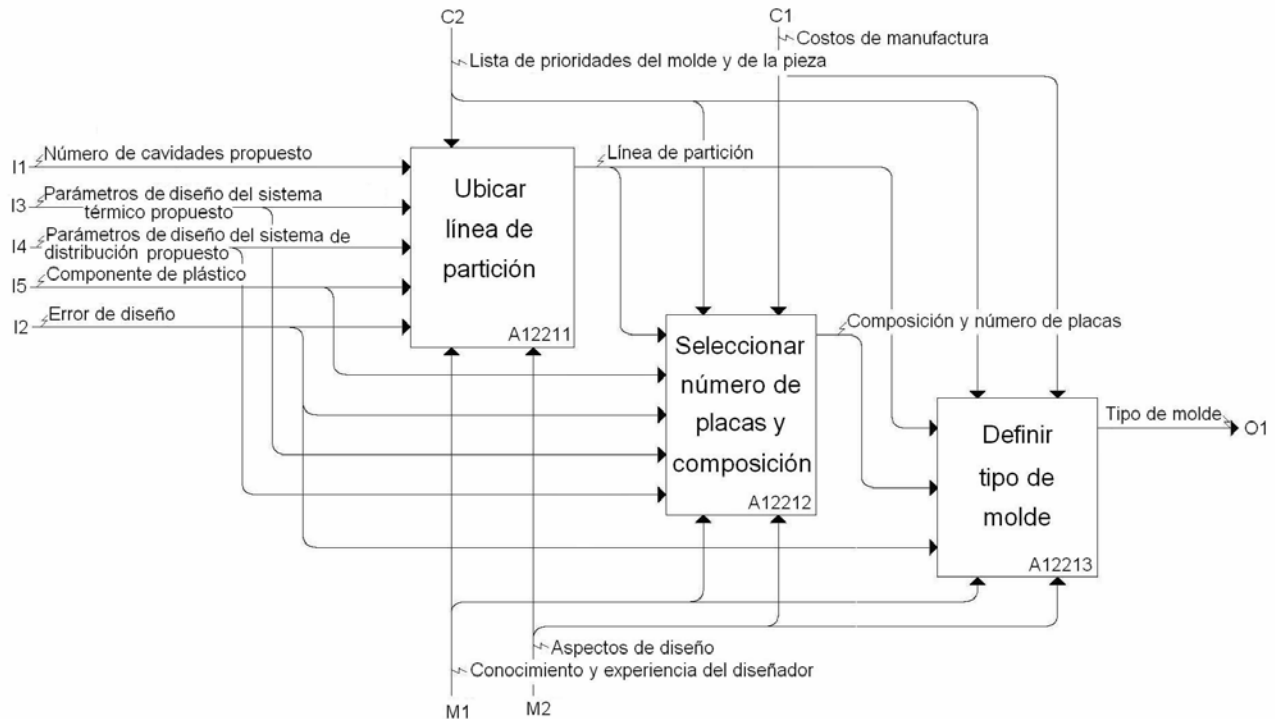 C2
C1
Costos de manufactura
Lista de prioridades del molde y de la pieza
I1
Número de cavidades propuesto
I3
Parámetros de diseño del sistema
térmico propuesto
I4
Parámetros de diseño del sistema de
distribución propuesto
I5
Componente de plástico
I2
Error de diseño
Ubicar
línea de
partición
A12211
Línea de partición
Seleccionar
número de
placas y
composición
A12212
Composición y número de placas
Definir
tipo de
molde
A12213
Tipo de molde
O1
Aspectos de diseño
Conocimiento y experiencia del diseñador
M1
M2